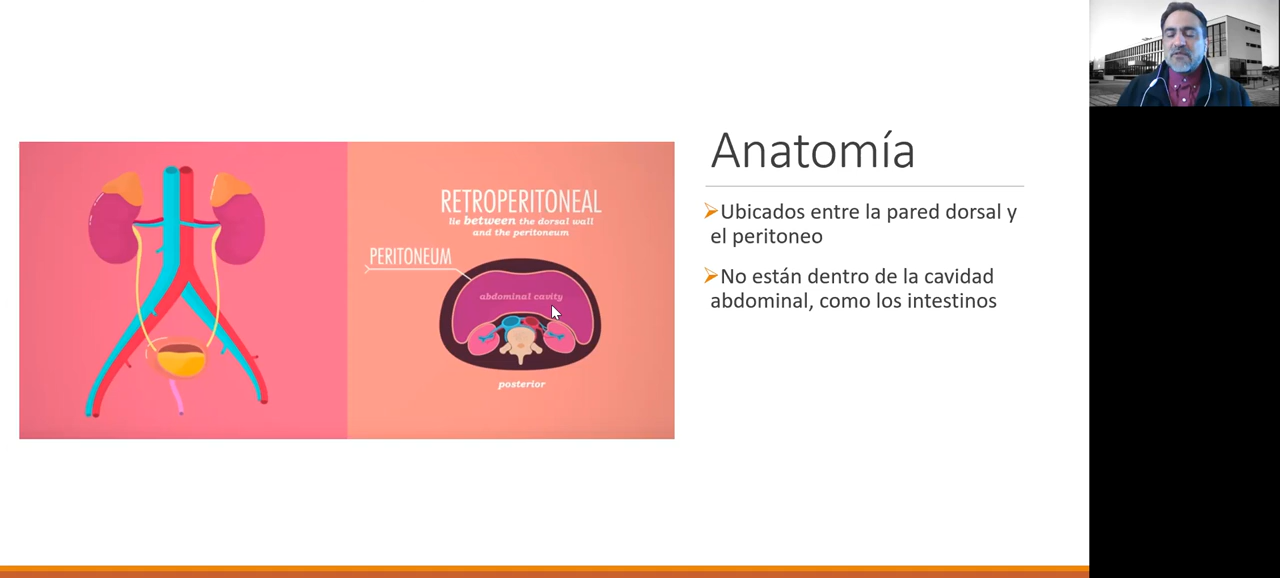 RETROPERITONEAL
lie between the dorsal wall
and the peritoneum
PERITONEUM
abdominal cavity
posterior
Anatomía
➢Ubicados entre la pared dorsal y
el peritoneo
➢No están dentro de la cavidad
abdominal, como los intestinos